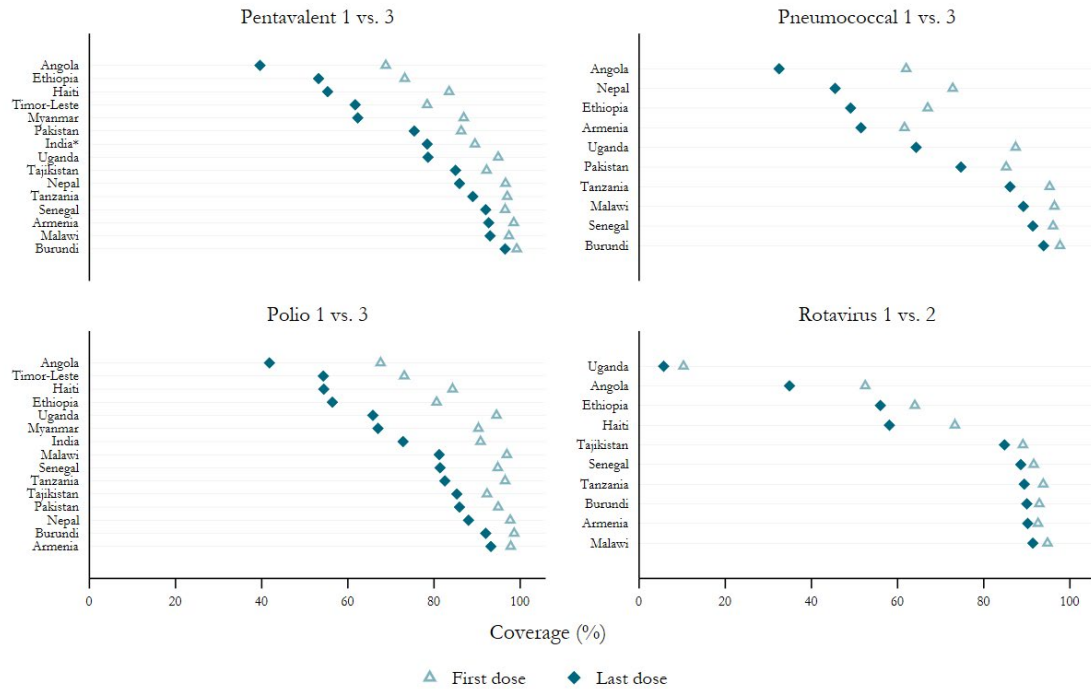 Pentavalent 1 vs. 3
Angola
Ethiopia
Haiti
Timor-Leste
Myanmar
Pakistan
India*
Uganda
Tajikistan
Nepal
Tanzania
Senegal
Armenia
Malawi
Burundi
Pneumococcal 1 vs. 3
Angola
Nepal
Ethiopia
Armenia
Uganda
Pakistan
Tanzania
Malawi
Senegal
Burundi
Polio 1 vs. 3
Angola
Timor-Leste
Haiti
Ethiopia
Uganda
Myanmar
India
Malawi
Senegal
Tanzania
Tajikistan
Pakistan
Nepal
Burundi
Armenia
0 20 40 60 80 100
Rotavirus 1 vs. 2
Uganda
Angola
Ethiopia
Haiti
Tajikistan
Senegal
Tanzania
Burundi
Armenia
Malawi
0 20 40 60 80 100
Coverage (%)
First dose Last dose